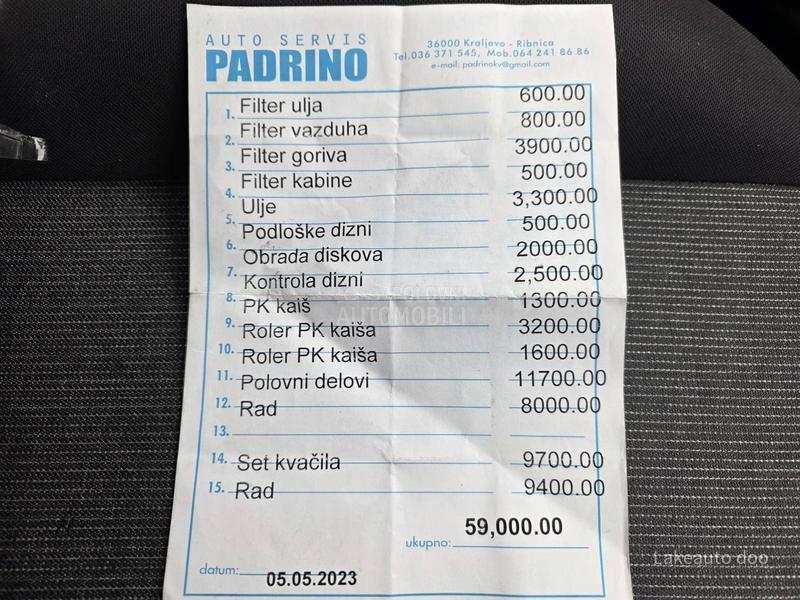 AUTO SERVIS
PADRINO
36000 Kraljevo - Ribnica
Tel.036 371 545, Mob.064 241 86 86
e-mail: padrinokv@gmail.com
Filter ulja 600.00
1. Filter vazduha 800.00
2. Filter goriva 3900.00
3. Filter kabine 500.00
4. Ulje 3,300.00
5. Podloške dizni 500.00
6. Obrada diskova 2000.00
7. Kontrola dizni 2,500.00
8. PK kaiš 1300.00
9. Roler PK kaiša 3200.00
10. Roler PK kaiša 1600.00
11. Polovni delovi 11700.00
12. Rad 8000.00
13.
14. Set kvačila 9700.00
15. Rad 9400.00
ukupno: 59,000.00
datum: 05.05.2023
POLOVNI
AUTOMOBILI
Lakeauto doo